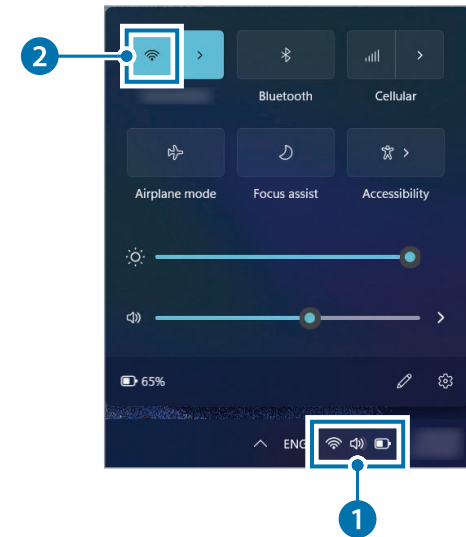 2
Bluetooth Cellular
Airplane mode Focus assist Accessibility
65%
ENG
1